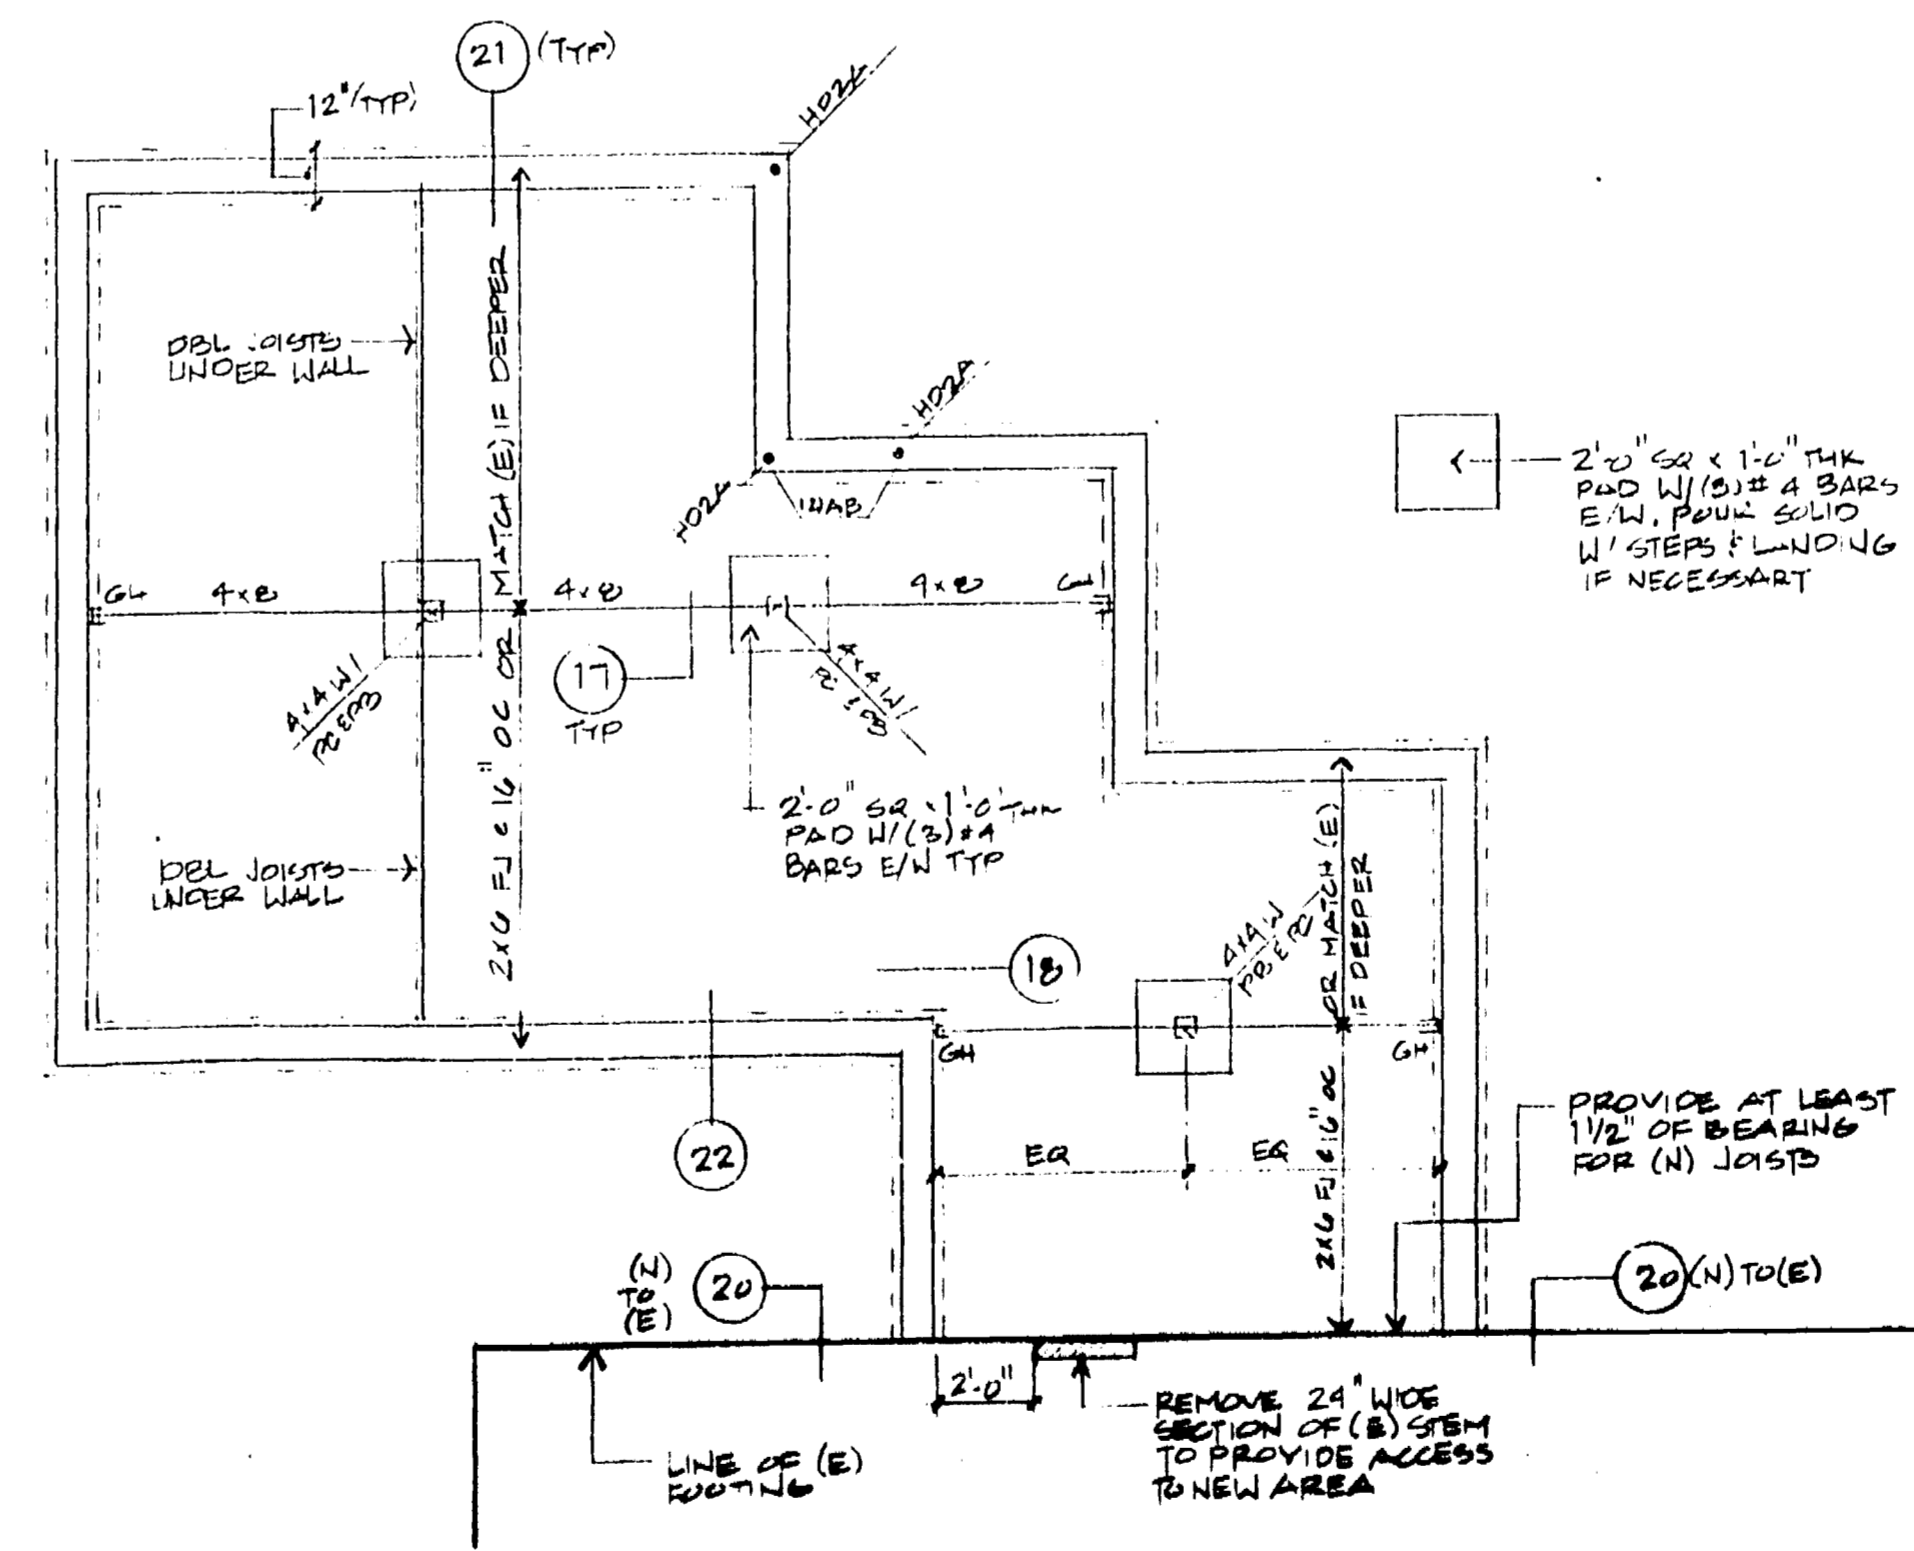 21 (TYP)
12" (TYP)
HD2A
DBL JOISTS
UNDER WALL
2x6 FJ @ 16" OC OR MATCH (E) IF DEEPER
HD2A
HD2A
2'-0" SQ x 1'-0" THK
PAD W/(3)# 4 BARS
E/W. POUR SOLID
W/ STEPS & LANDING
IF NECESSARY
GH
4x8
4x8
4x8
GH
17
TYP
4x4 W/
PC & PB
4x4 W/
PC & PB
2'-0" SQ x 1'-0" THK
PAD W/(3)#4
BARS E/W TYP
DBL JOISTS
UNDER WALL
18
4x4 W
PB & PC
2x6 FJ @ 16" OC OR MATCH (E)
IF DEEPER
GH
GH
22
EQ
EQ
PROVIDE AT LEAST
1 1/2" OF BEARING
FOR (N) JOISTS
(N)
TO
(E)
20
20 (N) TO (E)
2'-0"
LINE OF (E)
FOOTING
REMOVE 24" WIDE
SECTION OF (E) STEM
TO PROVIDE ACCESS
TO NEW AREA